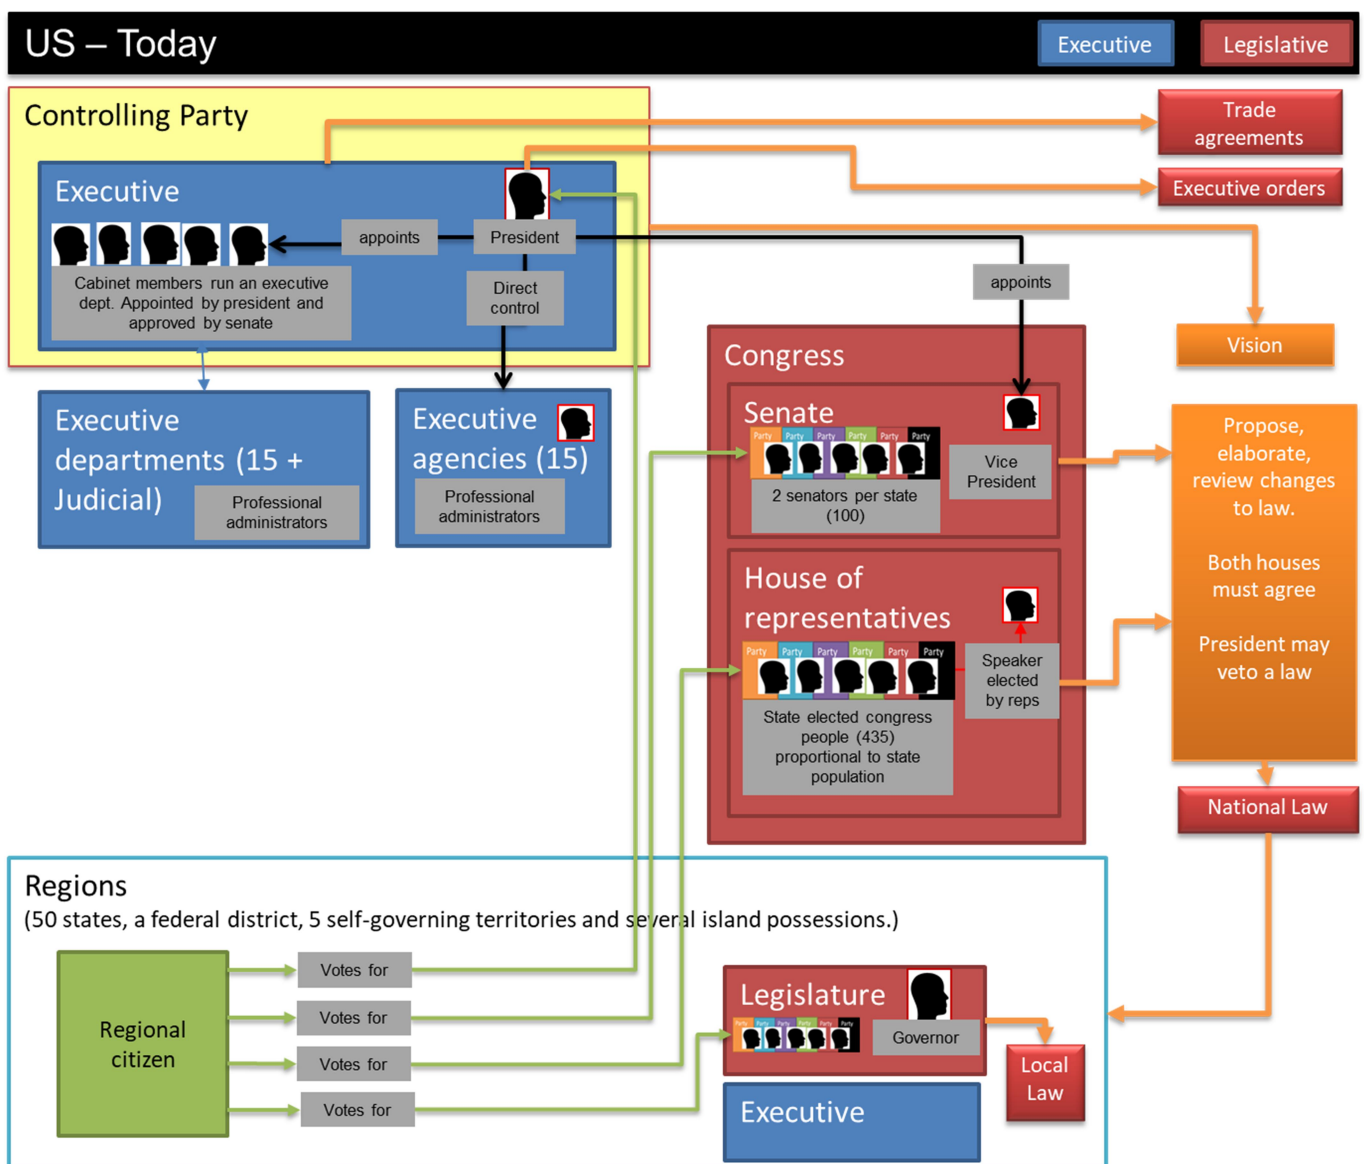 US – Today
Executive
Legislative
Controlling Party
Trade
agreements
Executive orders
Executive
appoints
President
appoints
Cabinet members run an executive
dept. Appointed by president and
approved by senate
Direct
control
Vision
Congress
Senate
Party Party Party Party Party Party
2 senators per state
(100)
Vice
President
Executive
departments (15 +
Judicial)
Professional
administrators
Executive
agencies (15)
Professional
administrators
Propose,
elaborate,
review changes
to law.
Both houses
must agree
President may
veto a law
House of
representatives
Party Party Party Party Party Party
Speaker
elected
by reps
State elected congress
people (435)
proportional to state
population
National Law
Regions
(50 states, a federal district, 5 self-governing territories and several island possessions.)
Regional
citizen
Votes for
Votes for
Votes for
Votes for
Legislature
Party Party Party Party Party Party
Governor
Local
Law
Executive